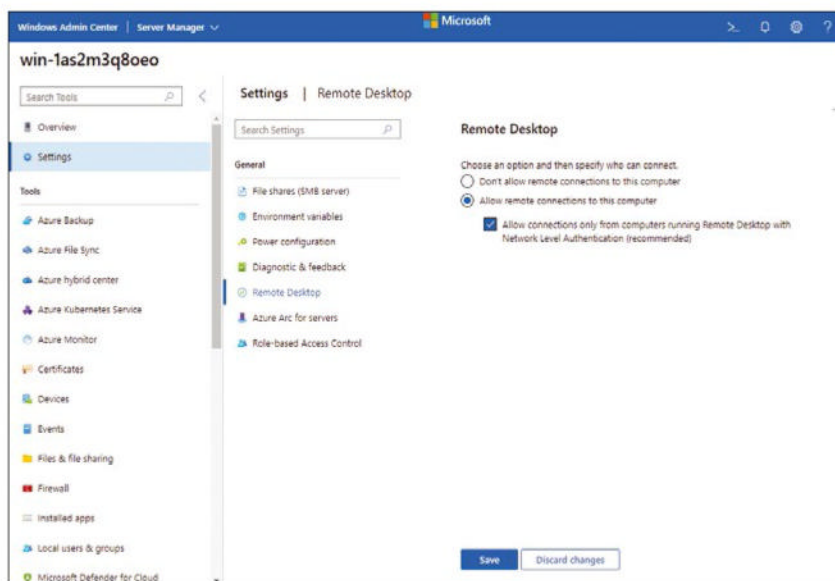 Windows Admin Center | Server Manager
Microsoft
win-1as2m3q8oeo
Search Tools
Overview
Settings
Tools
Azure Backup
Azure File Sync
Azure hybrid center
Azure Kubernetes Service
Azure Monitor
Certificates
Devices
Events
Files & file sharing
Firewall
Installed apps
Local users & groups
Microsoft Defender for Cloud
Settings | Remote Desktop
Search Settings
General
File shares (SMB server)
Environment variables
Power configuration
Diagnostic & feedback
Remote Desktop
Azure Arc for servers
Role-based Access Control
Remote Desktop
Choose an option and then specify who can connect.
Don't allow remote connections to this computer
Allow remote connections to this computer
Allow connections only from computers running Remote Desktop with
Network Level Authentication (recommended)
Save
Discard changes